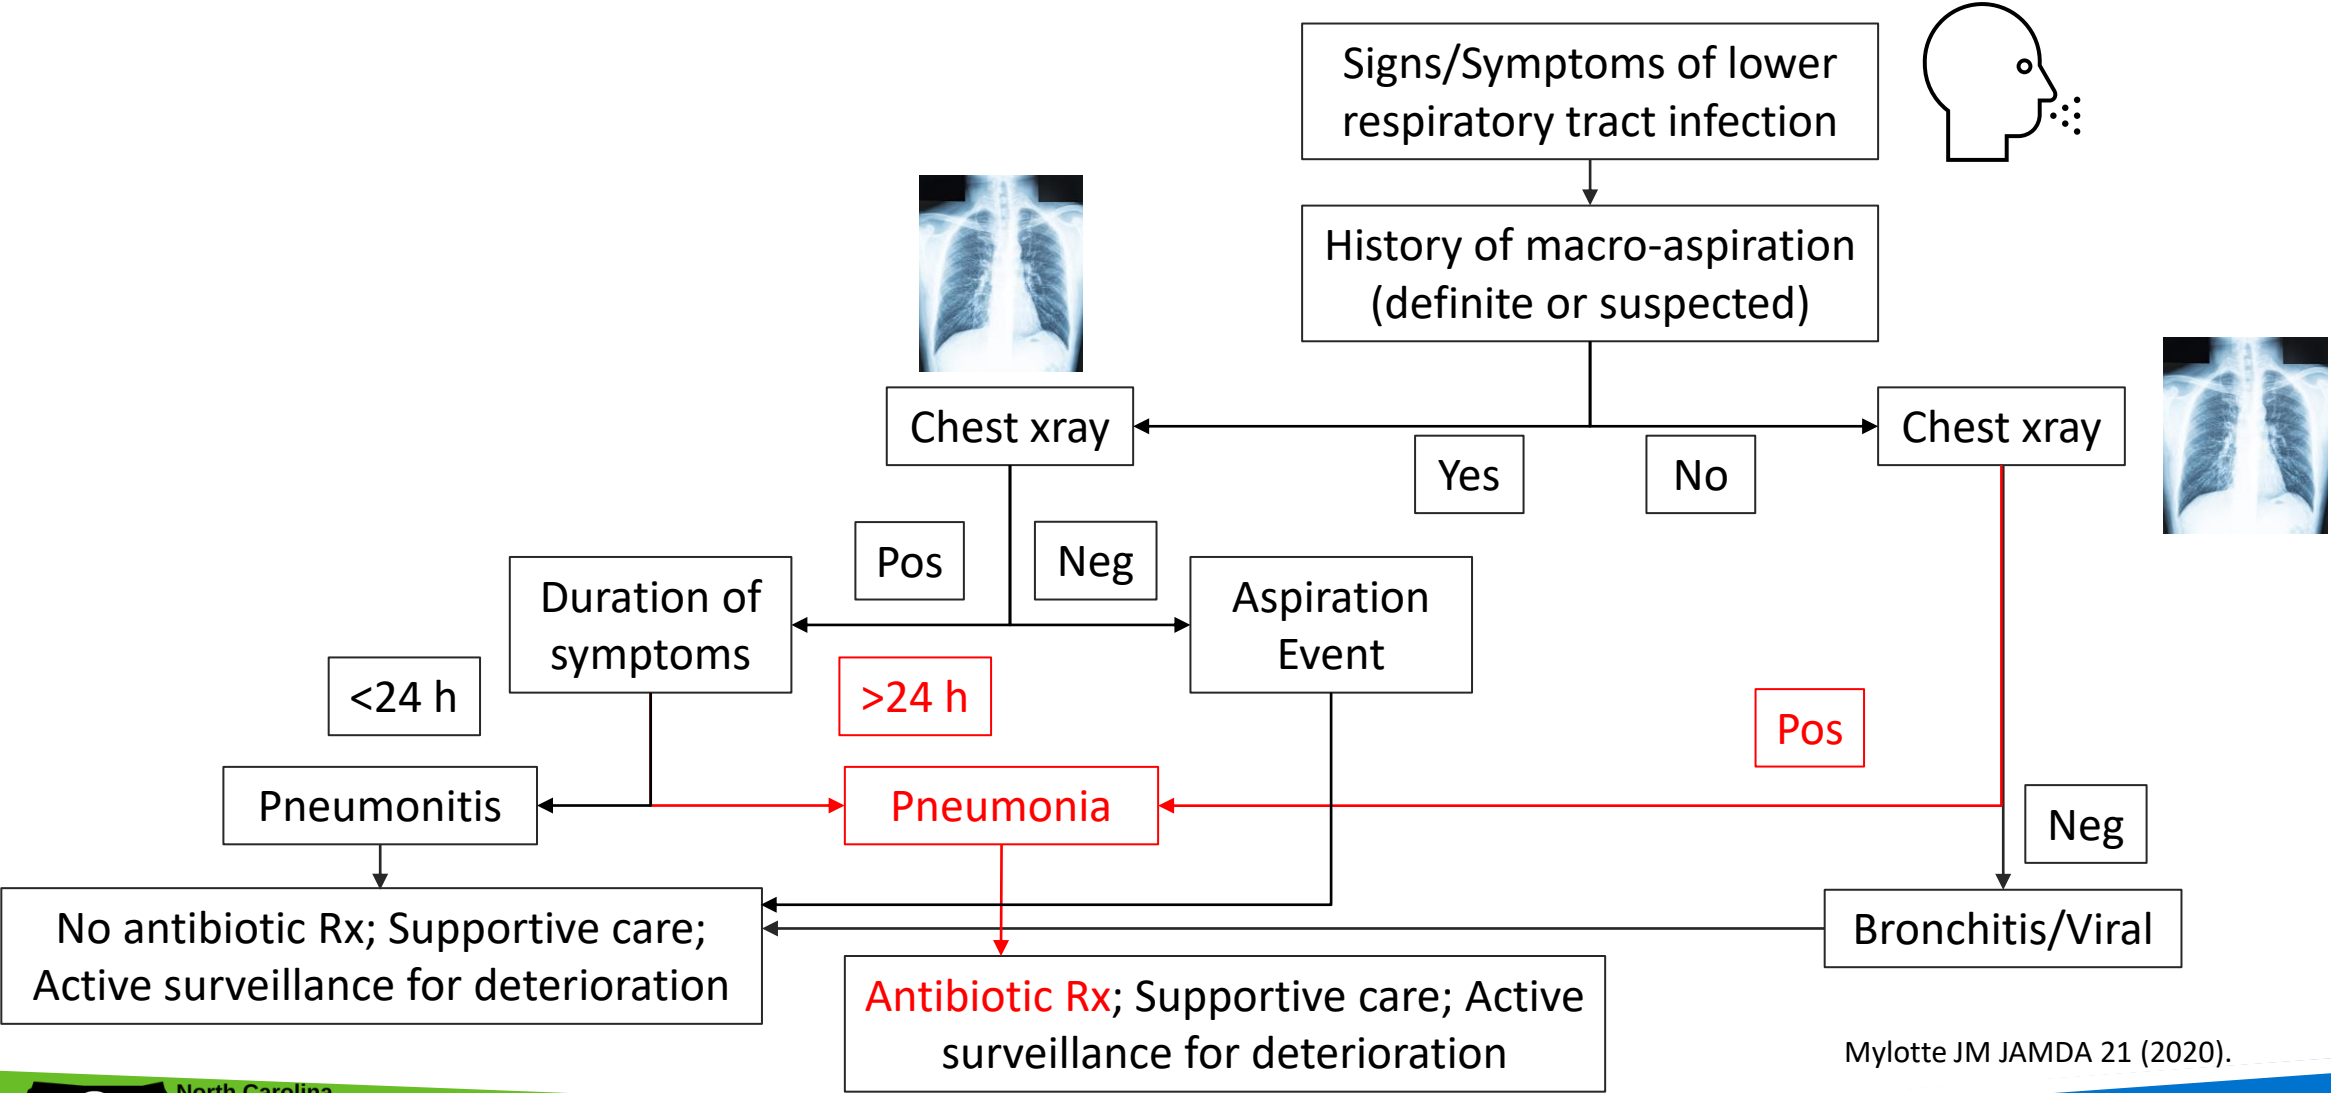 Signs/Symptoms of lower
respiratory tract infection
History of macro-aspiration
(definite or suspected)
Chest xray
Chest xray
Yes
No
Pos
Neg
Duration of
symptoms
Aspiration
Event
<24 h
>24 h
Pos
Pneumonitis
Pneumonia
Neg
No antibiotic Rx; Supportive care;
Active surveillance for deterioration
Bronchitis/Viral
Antibiotic Rx; Supportive care; Active
surveillance for deterioration
Mylotte JM JAMDA 21 (2020).
North Carolina